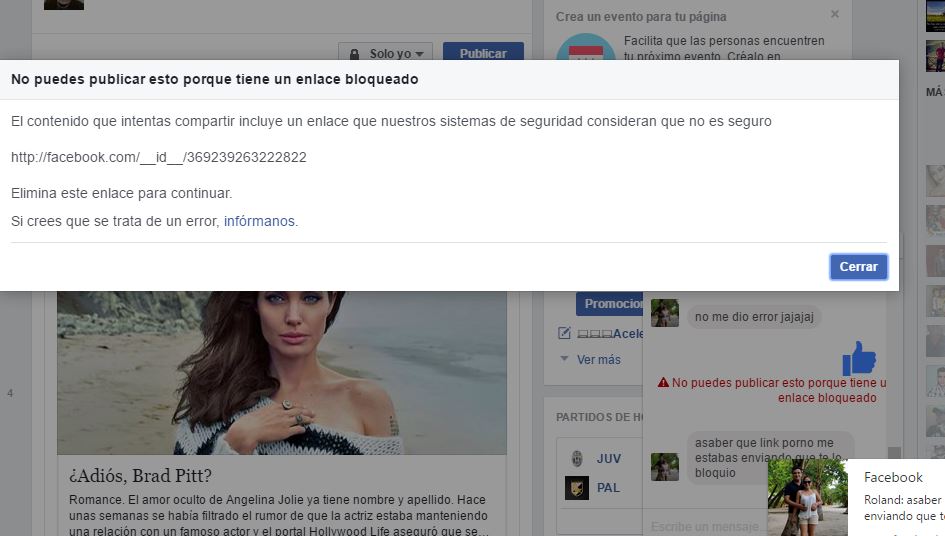 Crea un evento para tu página
Facilita que las personas encuentren
tu próximo evento. Créalo en
Solo yo
Publicar
No puedes publicar esto porque tiene un enlace bloqueado
El contenido que intentas compartir incluye un enlace que nuestros sistemas de seguridad consideran que no es seguro
http://facebook.com/__id__/369239263222822
Elimina este enlace para continuar.
Si crees que se trata de un error, infórmanos.
Cerrar
MÁ
Promocion
no me dio error jajajaj
Acele
Ver más
No puedes publicar esto porque tiene u
enlace bloqueado
4
PARTIDOS DE H
asaber que link porno me
estabas enviando que te lo
bloquio
JUV
PAL
Escribe un mensaje...
¿Adiós, Brad Pitt?
Romance. El amor oculto de Angelina Jolie ya tiene nombre y apellido. Hace
unas semanas se había filtrado el rumor de que la actriz estaba manteniendo
una relación con un famoso actor y el portal Hollywood Life aseguró que se...
Facebook
Roland: asaber
enviando que te